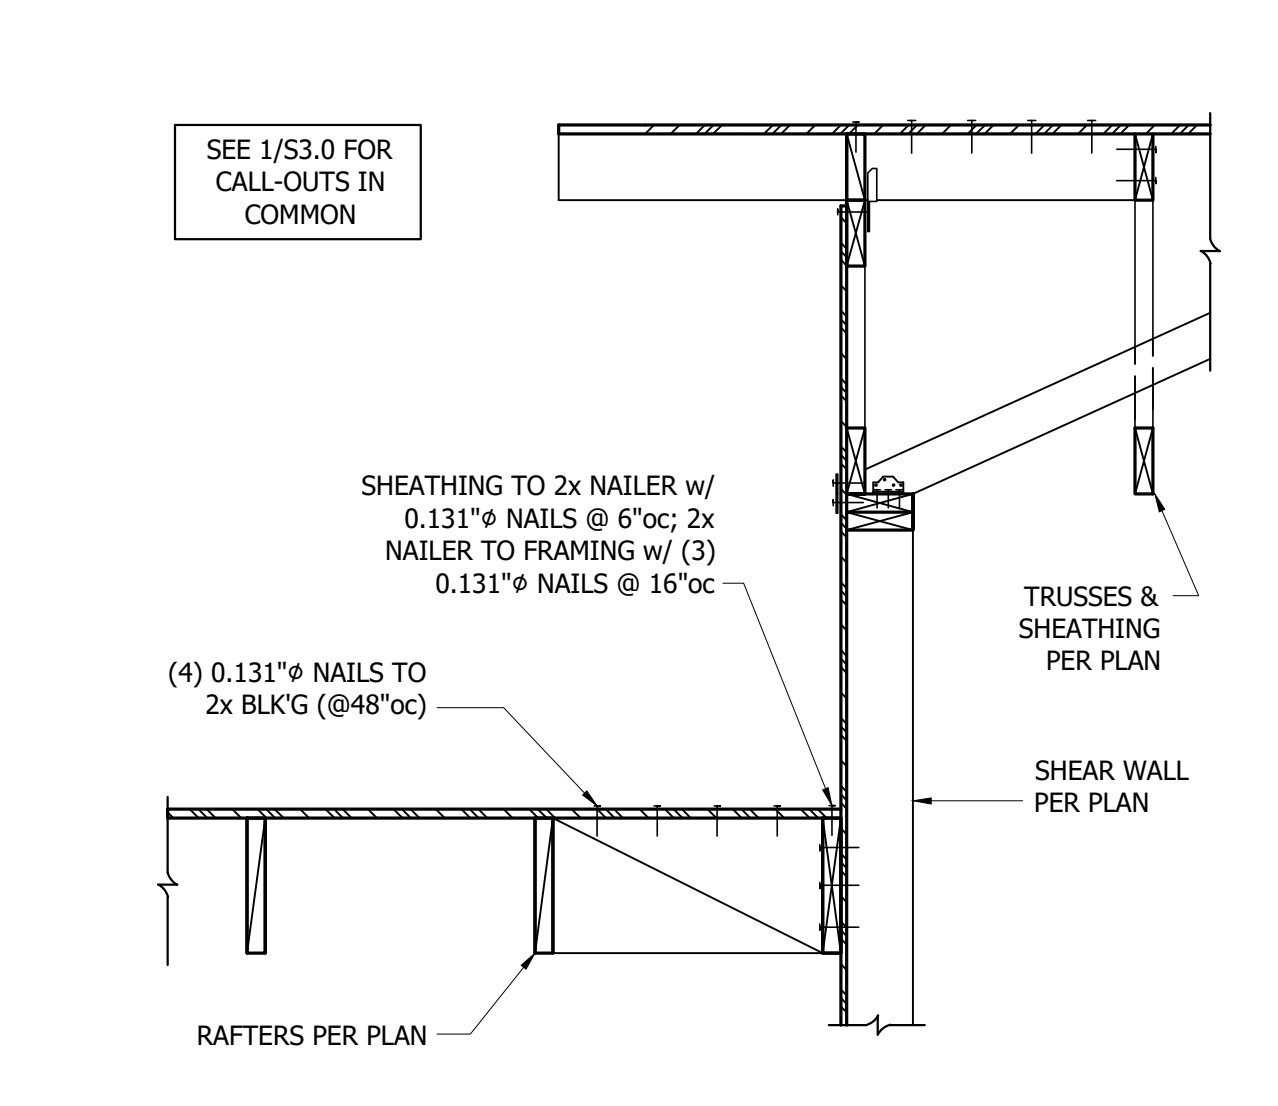 SEE 1/S3.0 FOR
CALL-OUTS IN
COMMON
SHEATHING TO 2x NAILER w/
0.131"⌀ NAILS @ 6"oc; 2x
NAILER TO FRAMING w/ (3)
0.131"⌀ NAILS @ 16"oc
TRUSSES &
SHEATHING
PER PLAN
(4) 0.131"⌀ NAILS TO
2x BLK'G (@48"oc)
SHEAR WALL
PER PLAN
RAFTERS PER PLAN